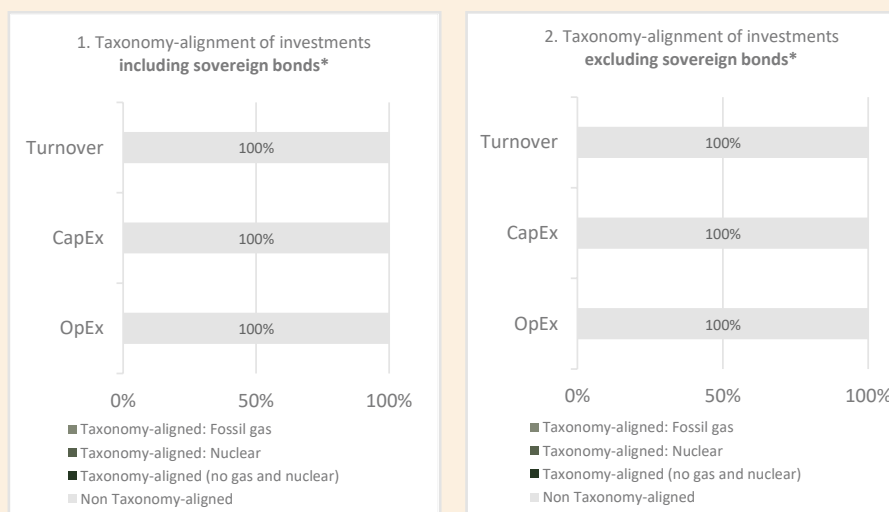 1. Taxonomy-alignment of investments
including sovereign bonds*
Turnover
100%
CapEx
100%
OpEx
100%
0% 50% 100%
Taxonomy-aligned: Fossil gas
Taxonomy-aligned: Nuclear
Taxonomy-aligned (no gas and nuclear)
Non Taxonomy-aligned
2. Taxonomy-alignment of investments
excluding sovereign bonds*
Turnover
100%
CapEx
100%
OpEx
100%
0% 50% 100%
Taxonomy-aligned: Fossil gas
Taxonomy-aligned: Nuclear
Taxonomy-aligned (no gas and nuclear)
Non Taxonomy-aligned